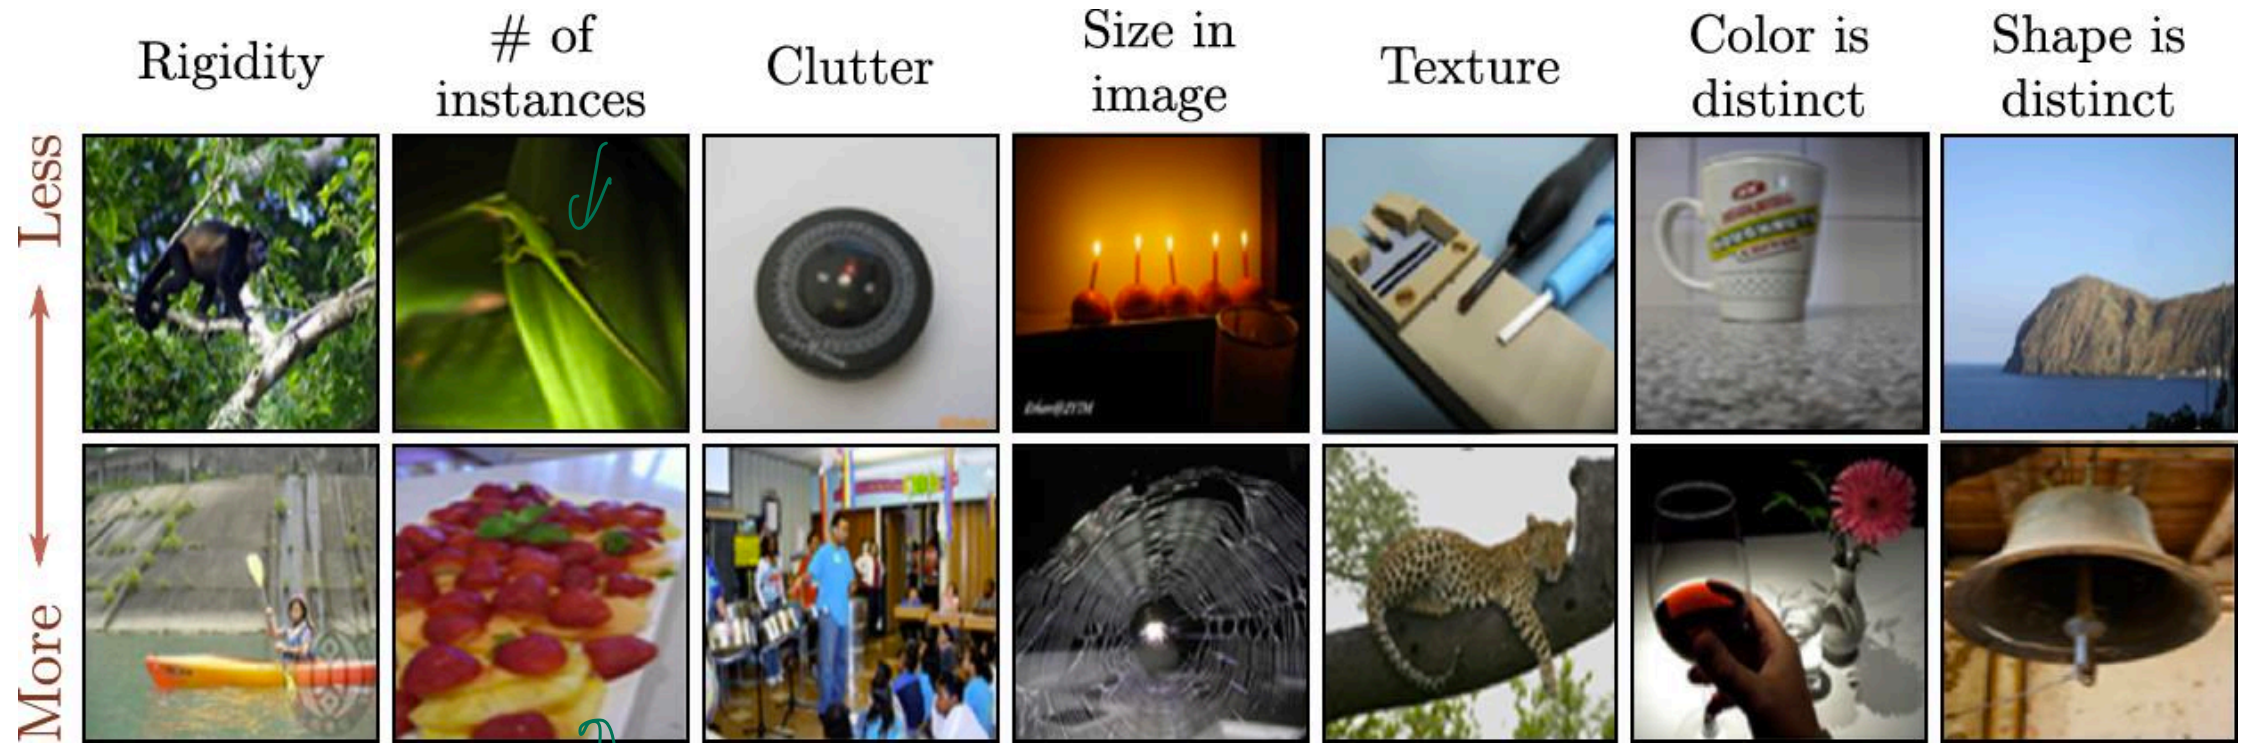 Rigidity
# of
instances
Clutter
Size in
image
Texture
Color is
distinct
Shape is
distinct
Less
More